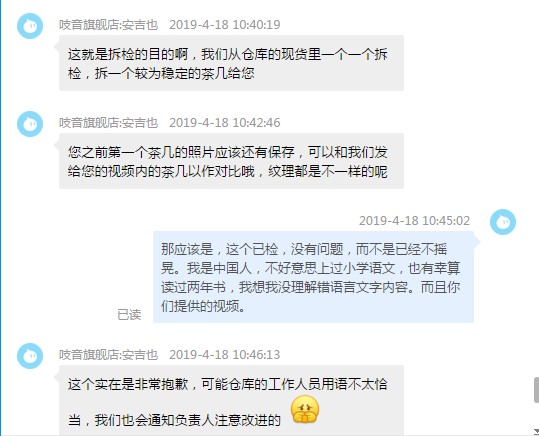 吱音旗舰店:安吉也 2019-4-18 10:40:19
这就是拆检的目的啊，我们从仓库的现货里一个一个拆
检，拆一个较为稳定的茶几给您
吱音旗舰店:安吉也 2019-4-18 10:42:46
您之前第一个茶几的照片应该还有保存，可以和我们发
给您的视频内的茶几以作对比哦，纹理都是不一样的呢
2019-4-18 10:45:02
那应该是，这个已检，没有问题，而不是已经不摇
晃。我是中国人，不好意思上过小学语文，也有幸算
读过两年书，我想我没理解错语言文字内容。而且你
们提供的视频。
已读
吱音旗舰店:安吉也 2019-4-18 10:46:13
这个实在是非常抱歉，可能仓库的工作人员用语不太恰
当，我们也会通知负责人注意改进的